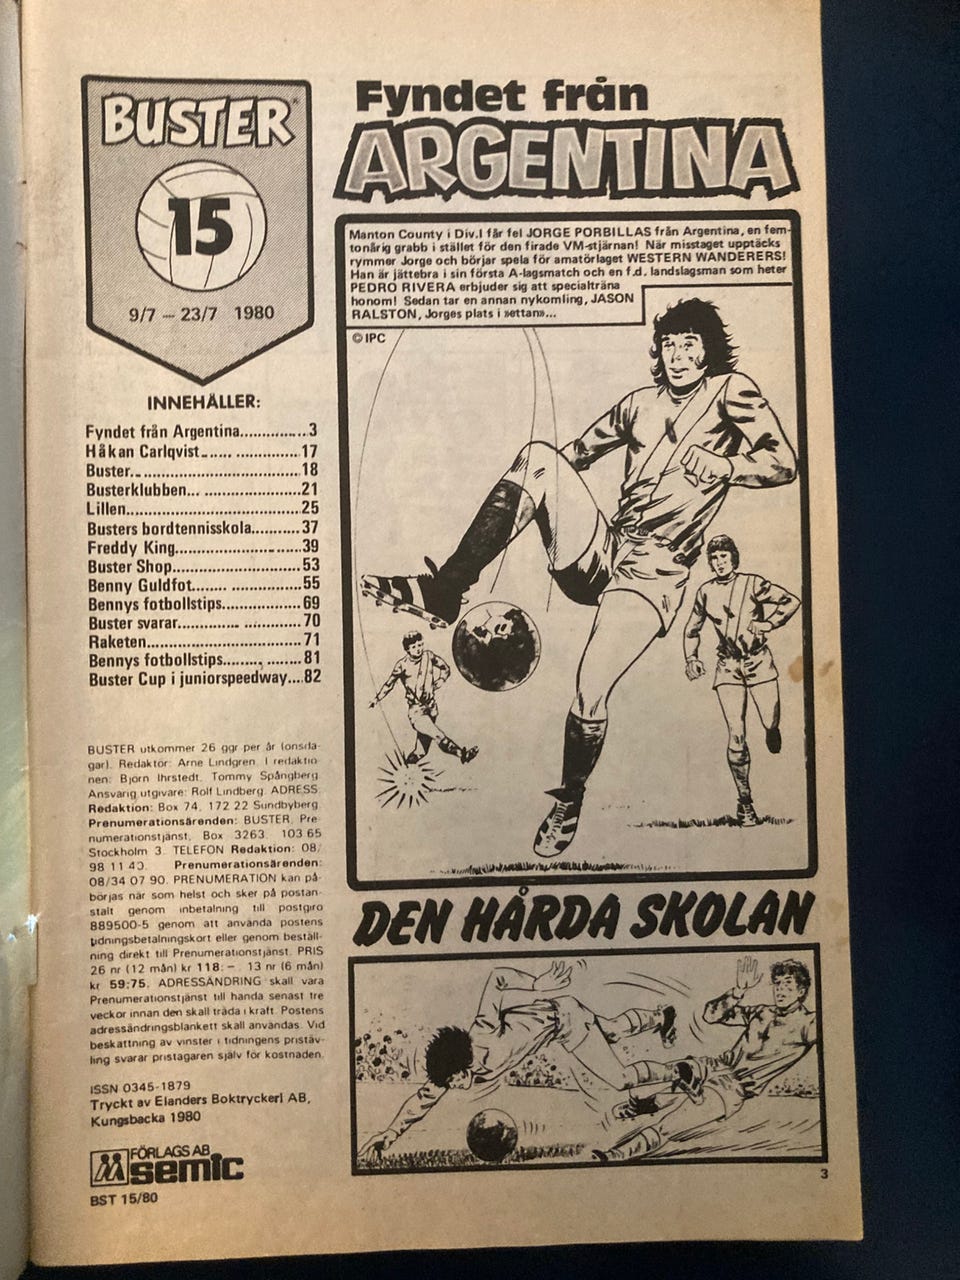 BUSTER
15
9/7 — 23/7 1980
INNEHÅLLER:
Fyndet från Argentina...............3
Håkan Carlqvist...... ..............17
Buster.. ..............................18
Busterklubben... ...................21
Lillen..................................25
Busters bordtennisskola..........37
Freddy King.........................39
Buster Shop.........................53
Benny Guldfot........ ..............55
Bennys fotbollstips................69
Buster svarar.............. .........70
Raketen...............................71
Bennys fotbollstips........, ........81
Buster Cup i juniorspeedway...82
BUSTER utkommer 26 ggr per år (onsda-
gar). Redaktör: Arne Lindgren. I redaktio-
nen: Björn Ihrstedt, Tommy Spångberg.
Ansvarig utgivare: Rolf Lindberg. ADRESS.
Redaktion: Box 74, 172 22 Sundbyberg.
Prenumerationsärenden: BUSTER, Pre-
numerationstjänst, Box 3263, 103 65
Stockholm 3. TELEFON Redaktion: 08/
98 11 40. Prenumerationsärenden:
08/34 07 90. PRENUMERATION kan på-
börjas när som helst och sker på postan-
stalt genom inbetalning till postgiro
889500-5 genom att använda postens
tidningsbetalningskort eller genom beställ-
ning direkt till Prenumerationstjänst. PRIS
26 nr (12 mån) kr 118:–. 13 nr (6 mån)
kr 59:75. ADRESSÄNDRING skall vara
Prenumerationstjänst till handa senast tre
veckor innan den skall träda i kraft. Postens
adressändringsblankett skall användas. Vid
beskattning av vinster i tidningens pristäv-
ling svarar pristagaren själv för kostnaden.
ISSN 0345-1879
Tryckt av Elanders Boktryckeri AB,
Kungsbacka 1980
FÖRLAGS AB
semic
BST 15/80
Fyndet från
ARGENTINA
Manton County i Div.I får fel JORGE PORBILLAS från Argentina, en fem-
tonårig grabb i stället för den firade VM-stjärnan! När misstaget upptäcks
rymmer Jorge och börjar spela för amatörlaget WESTERN WANDERERS!
Han är jättebra i sin första A-lagsmatch och en f.d. landslagsman som heter
PEDRO RIVERA erbjuder sig att specialträna
honom! Sedan tar en annan nykomling, JASON
RALSTON, Jorges plats i »ettan»...
© IPC
DEN HÅRDA SKOLAN
3